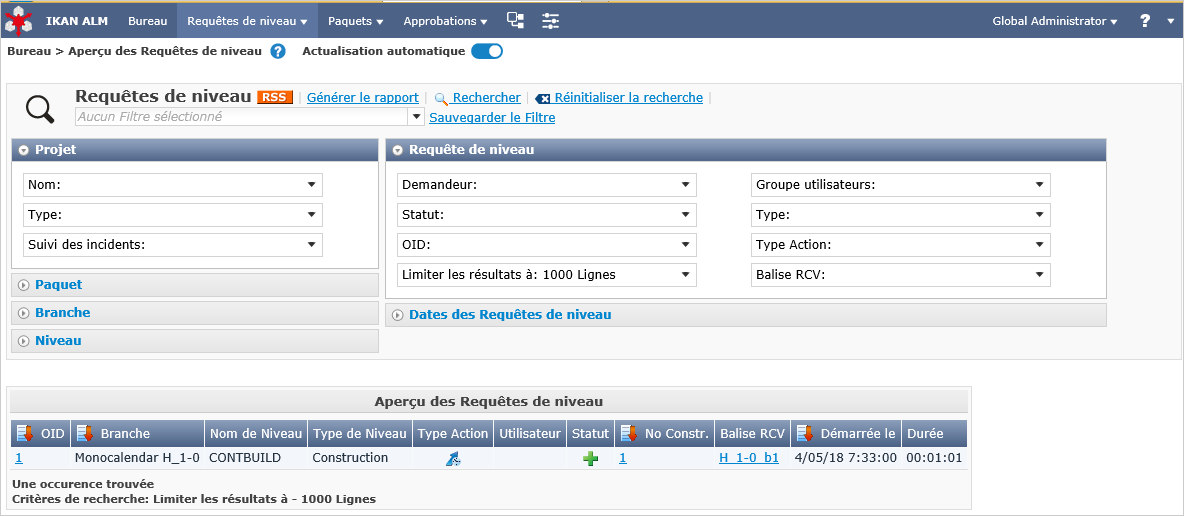 IKAN ALM Bureau Requêtes de niveau Paquets Approbations Global Administrator ?
Bureau > Aperçu des Requêtes de niveau ? Actualisation automatique
Requêtes de niveau RSS | Générer le rapport | Rechercher | Réinitialiser la recherche |
Aucun Filtre sélectionné Sauvegarder le Filtre
Projet
Nom:
Type:
Suivi des incidents:
Paquet
Branche
Niveau
Requête de niveau
Demandeur: Groupe utilisateurs:
Statut: Type:
OID: Type Action:
Limiter les résultats à: 1000 Lignes Balise RCV:
Dates des Requêtes de niveau
Aperçu des Requêtes de niveau
OID Branche Nom de Niveau Type de Niveau Type Action Utilisateur Statut No Constr. Balise RCV Démarrée le Durée
1 Monocalendar H_1-0 CONTBUILD Construction 1 H_1-0_b1 4/05/18 7:33:00 00:01:01
Une occurence trouvée
Critères de recherche: Limiter les résultats à - 1000 Lignes